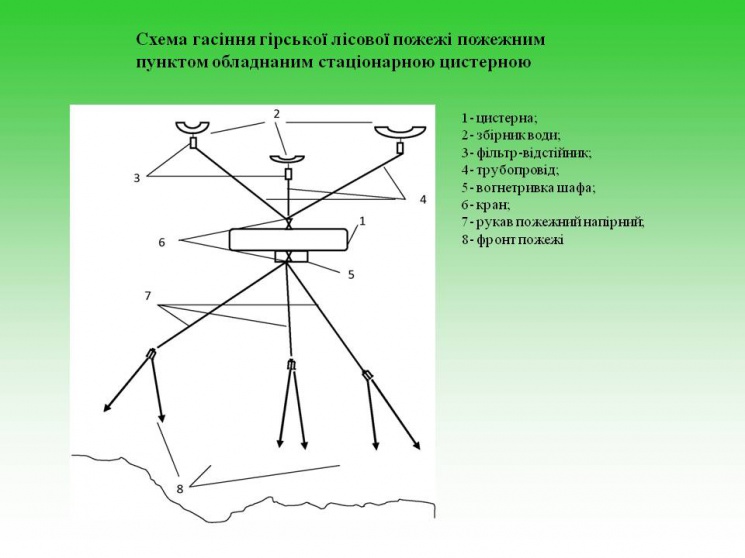 Схема гасіння гірської лісової пожежі пожежним
пунктом обладнаним стаціонарною цистерною
1- цистерна;
2- збірник води;
3- фільтр-відстійник;
4- трубопровід;
5- вогнетривка шафа;
6- кран;
7- рукав пожежний напірний;
8- фронт пожежі
2
3
4
1
6
5
7
8